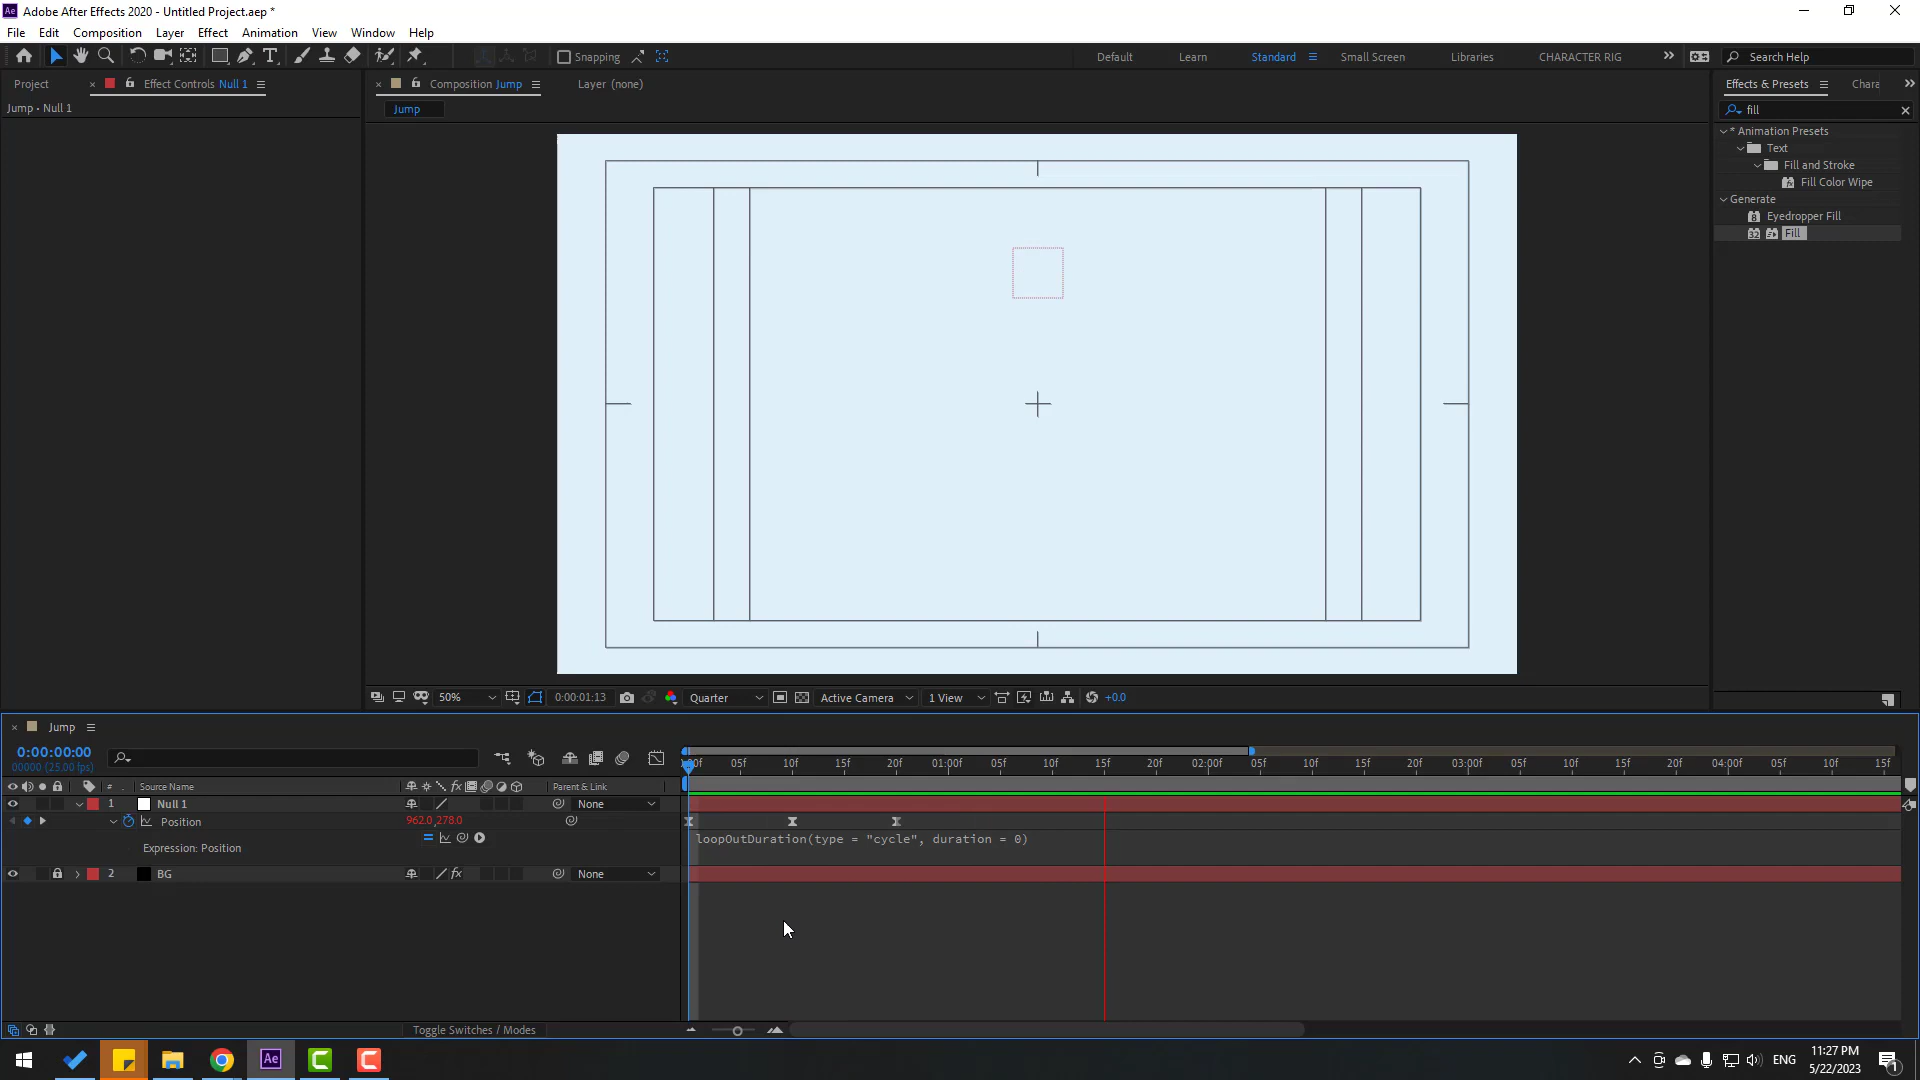 Ae Adobe After Effects 2020 - Untitled Project.aep *
File Edit Composition Layer Effect Animation View Window Help
Snapping
Default Learn Standard Small Screen Libraries CHARACTER RIG
Search Help
Project Effect Controls Null 1
Composition Jump
Layer (none)
Effects & Presets
Chara
Jump • Null 1
Jump
fill
* Animation Presets
Text
Fill and Stroke
Fill Color Wipe
Generate
Eyedropper Fill
Fill
50%
0:00:01:13
Quarter
Active Camera
1 View
+0.0
Jump
0:00:00:00
00000 (25.00 fps)
:00f 05f 10f 15f 20f 01:00f 05f 10f 15f 20f 02:00f 05f 10f 15f 20f 03:00f 05f 10f 15f 20f 04:00f 05f 10f 15f
# Source Name Parent & Link
1 Null 1 None
Position 962.0,278.0
Expression: Position
loopOutDuration(type = "cycle", duration = 0)
2 BG None
Toggle Switches / Modes
Ae
ENG
11:27 PM
5/22/2023
1